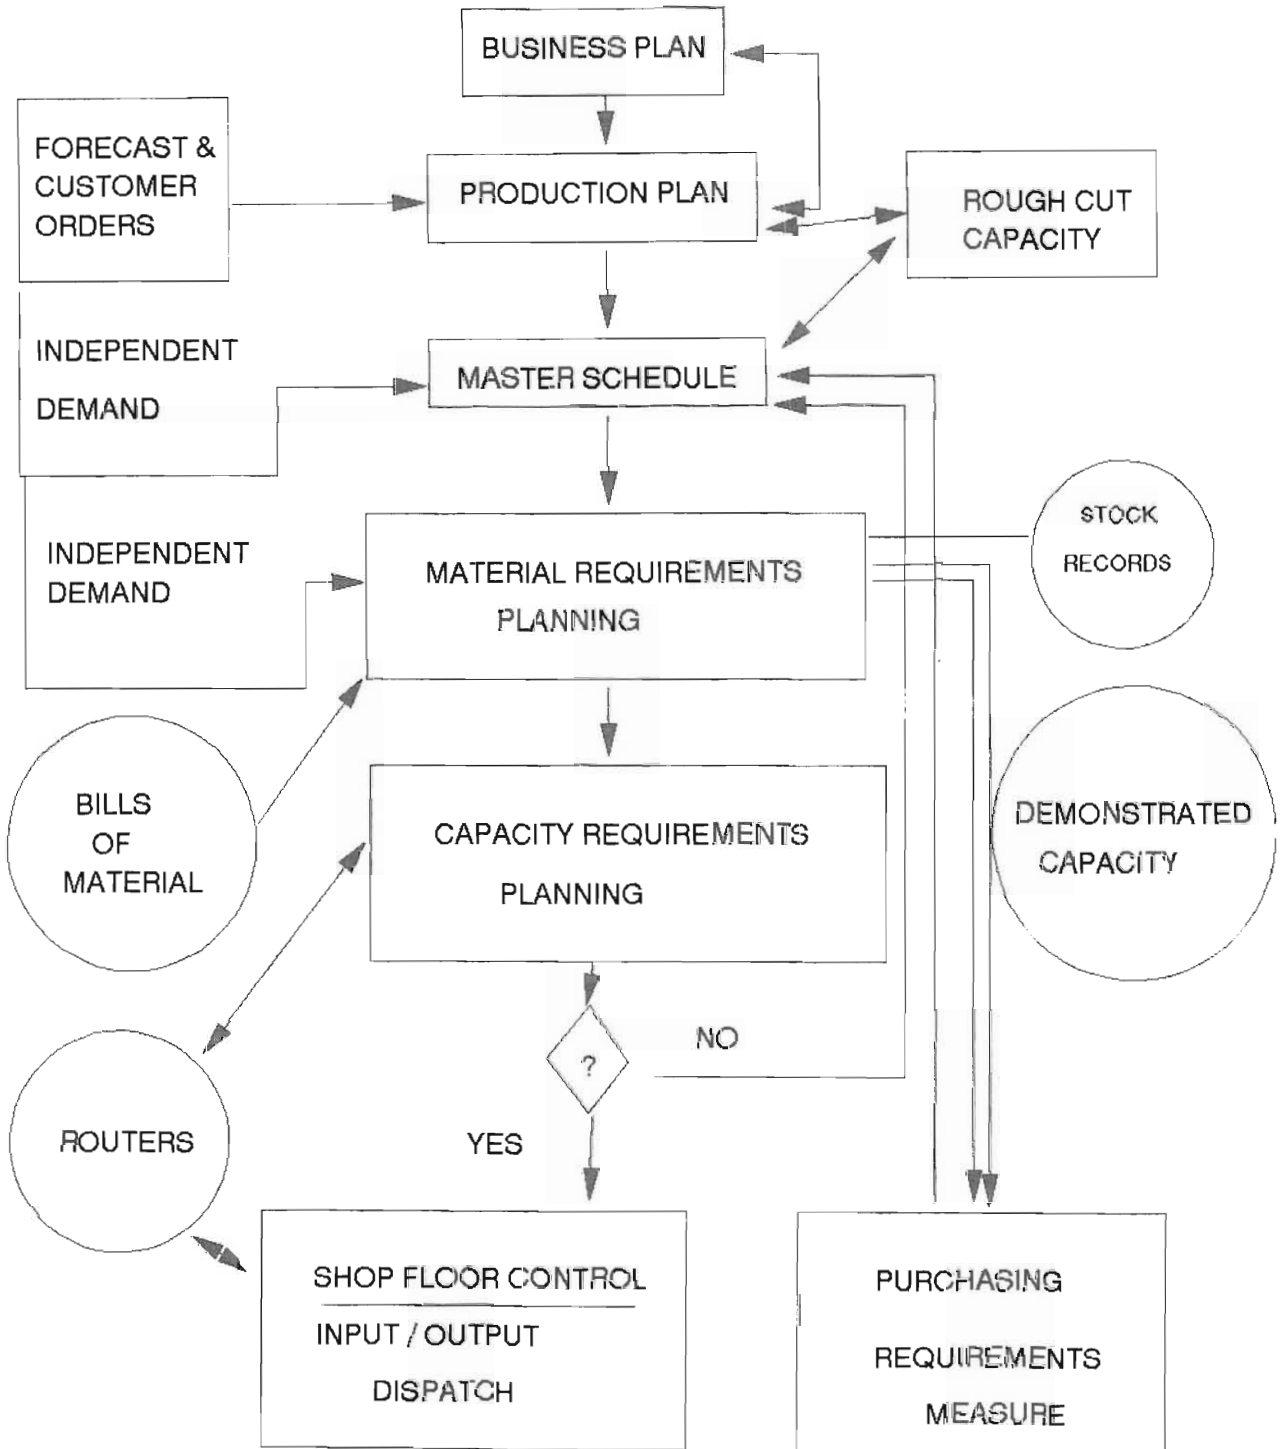 BUSINESS PLAN
FORECAST &
CUSTOMER
ORDERS
PRODUCTION PLAN
ROUGH CUT
CAPACITY
INDEPENDENT
DEMAND
MASTER SCHEDULE
STOCK
RECORDS
INDEPENDENT
DEMAND
MATERIAL REQUIREMENTS
PLANNING
BILLS
OF
MATERIAL
CAPACITY REQUIREMENTS
PLANNING
DEMONSTRATED
CAPACITY
?
NO
YES
ROUTERS
SHOP FLOOR CONTROL
INPUT / OUTPUT
DISPATCH
PURCHASING
REQUIREMENTS
MEASURE